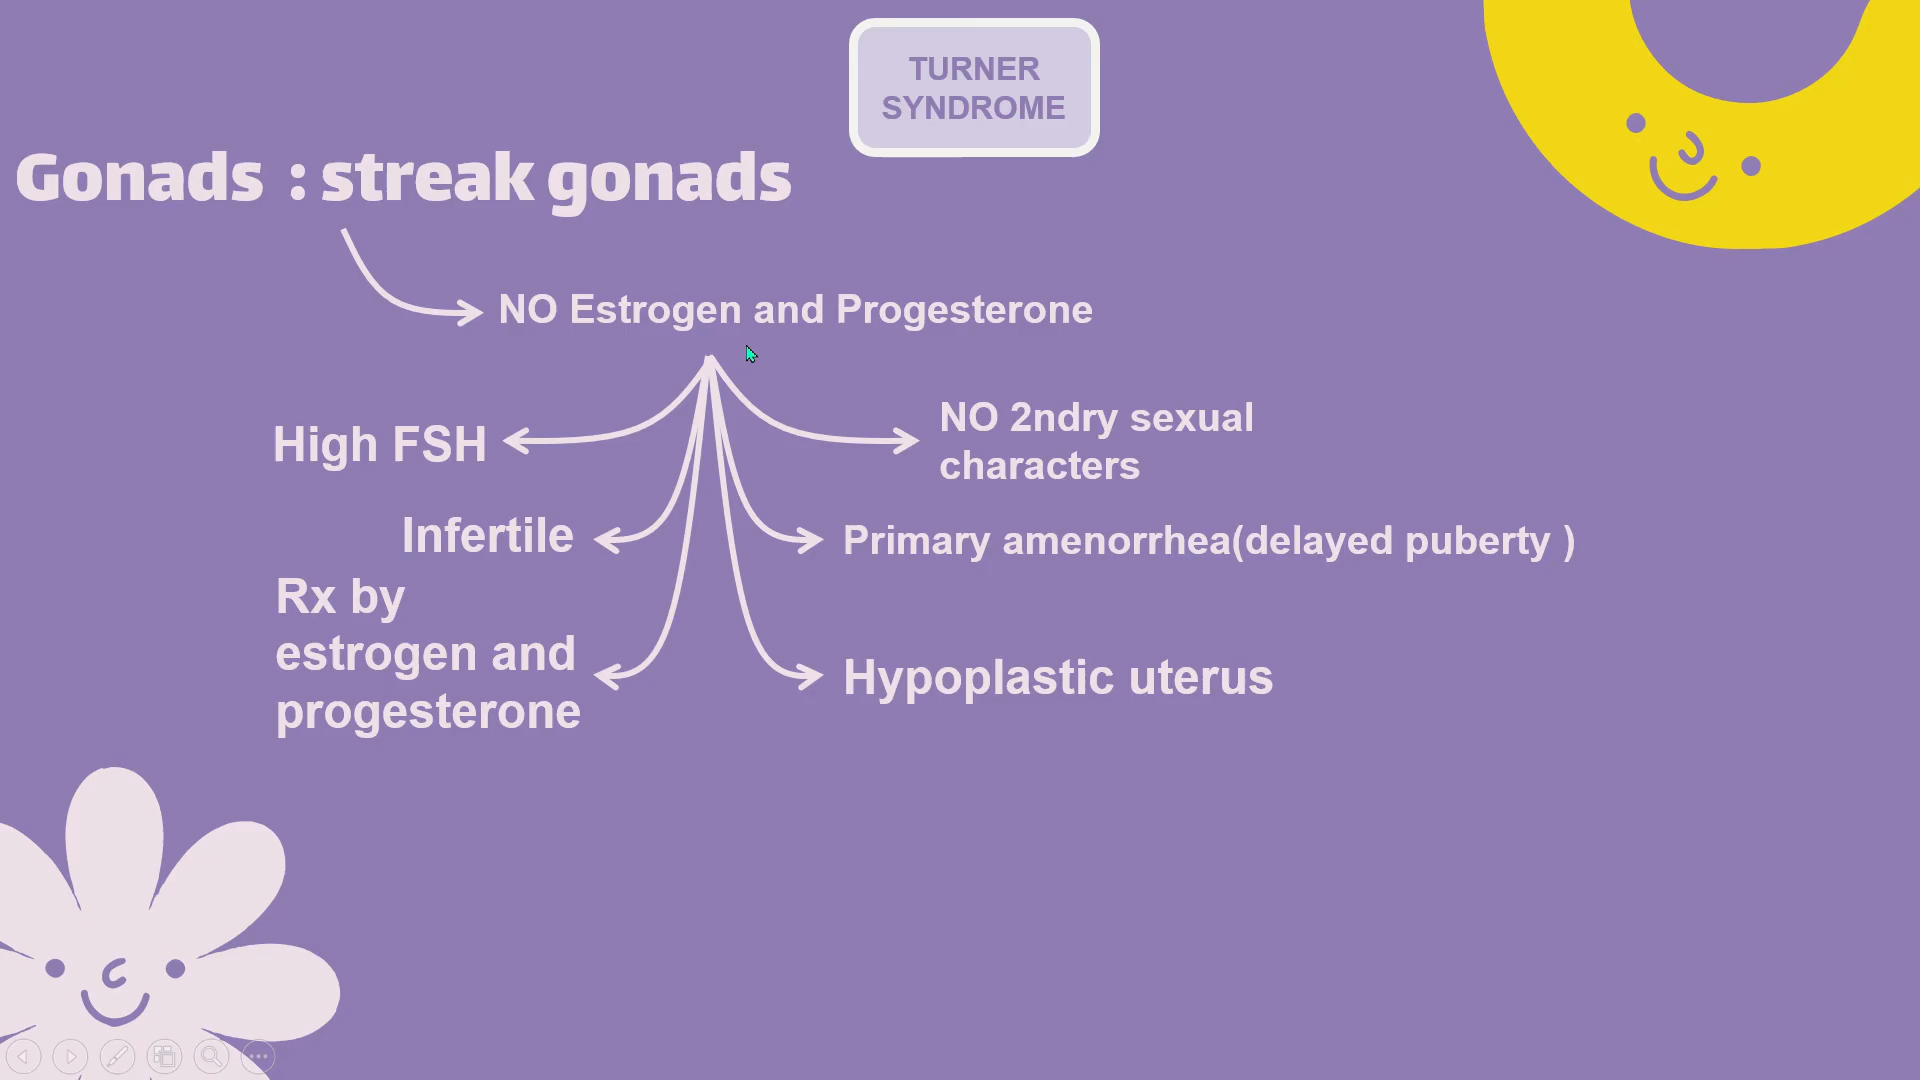 TURNER
SYNDROME
Gonads : streak gonads
NO Estrogen and Progesterone
High FSH
NO 2ndry sexual
characters
Infertile
Primary amenorrhea(delayed puberty )
Rx by
estrogen and
progesterone
Hypoplastic uterus